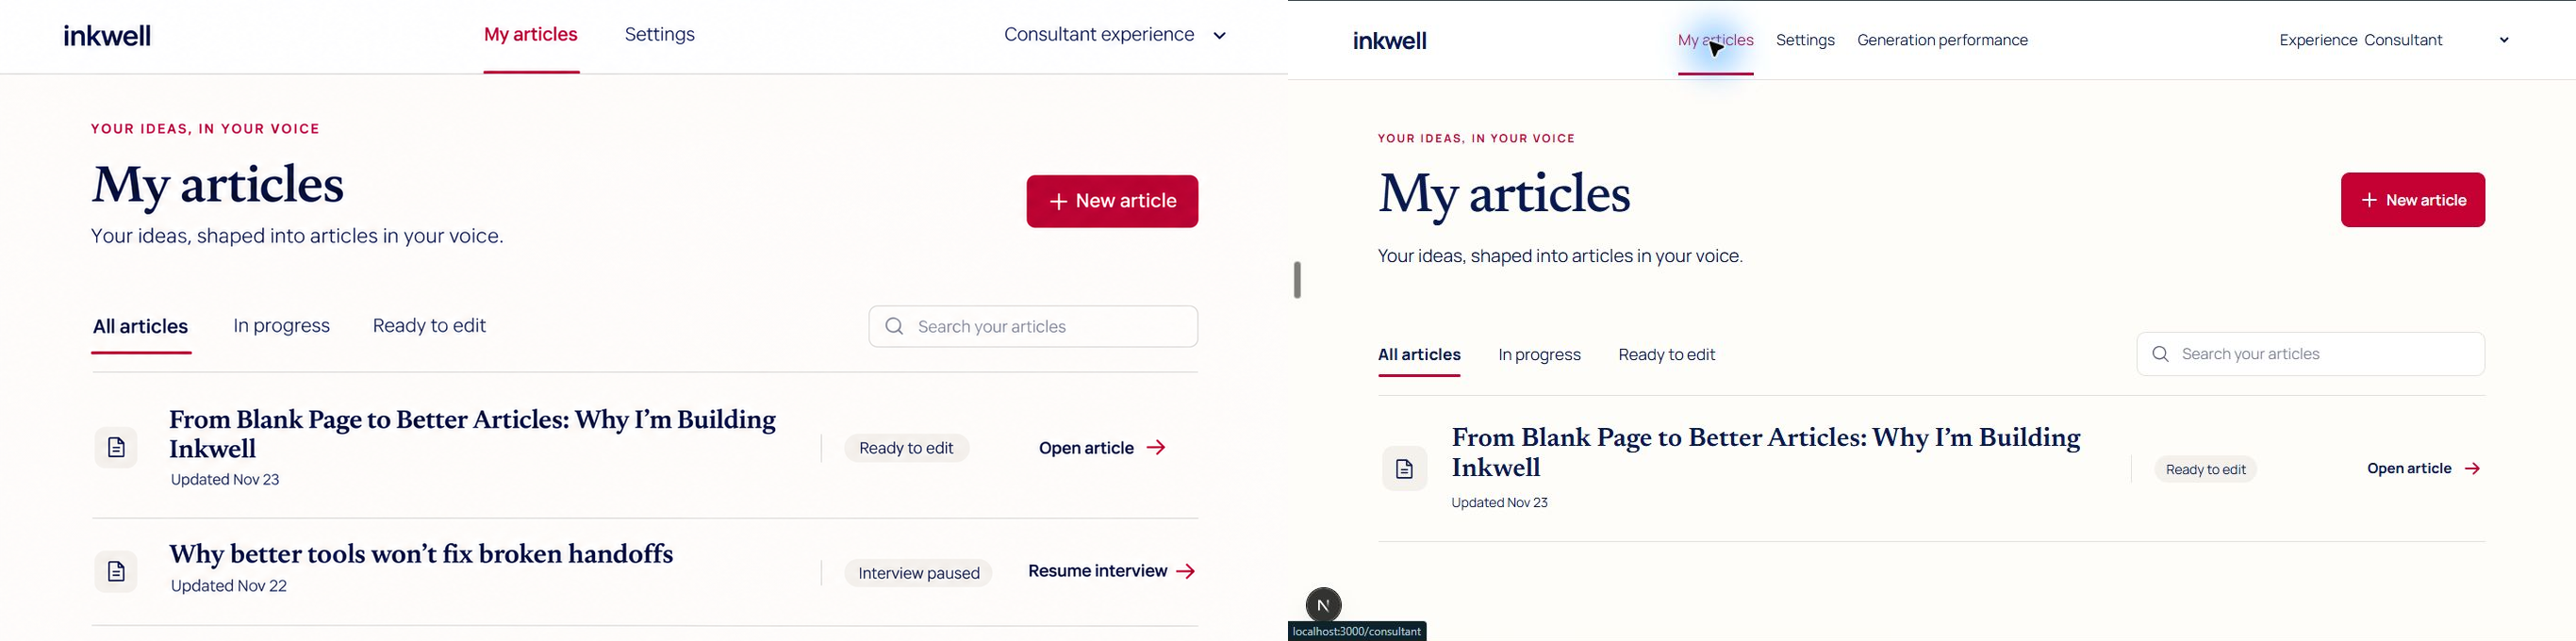 inkwell
My articles
Settings
Consultant experience
YOUR IDEAS, IN YOUR VOICE
My articles
New article
Your ideas, shaped into articles in your voice.
All articles
In progress
Ready to edit
Search your articles
From Blank Page to Better Articles: Why I’m Building
Inkwell
Updated Nov 23
Ready to edit
Open article
Why better tools won’t fix broken handoffs
Updated Nov 22
Interview paused
Resume interview
inkwell
My articles
Settings
Generation performance
Experience Consultant
YOUR IDEAS, IN YOUR VOICE
My articles
New article
Your ideas, shaped into articles in your voice.
All articles
In progress
Ready to edit
Search your articles
From Blank Page to Better Articles: Why I’m Building
Inkwell
Updated Nov 23
Ready to edit
Open article
N
localhost:3000/consultant